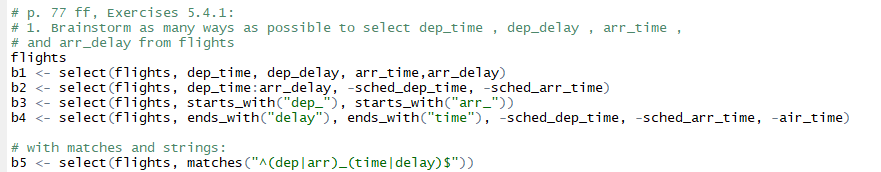 # p. 77 ff, Exercises 5.4.1:
# 1. Brainstorm as many ways as possible to select dep_time , dep_delay , arr_time ,
# and arr_delay from flights
flights
b1 <- select(flights, dep_time, dep_delay, arr_time,arr_delay)
b2 <- select(flights, dep_time:arr_delay, -sched_dep_time, -sched_arr_time)
b3 <- select(flights, starts_with("dep_"), starts_with("arr_"))
b4 <- select(flights, ends_with("delay"), ends_with("time"), -sched_dep_time, -sched_arr_time, -air_time)
# with matches and strings:
b5 <- select(flights, matches("^(dep|arr)_(time|delay)$"))